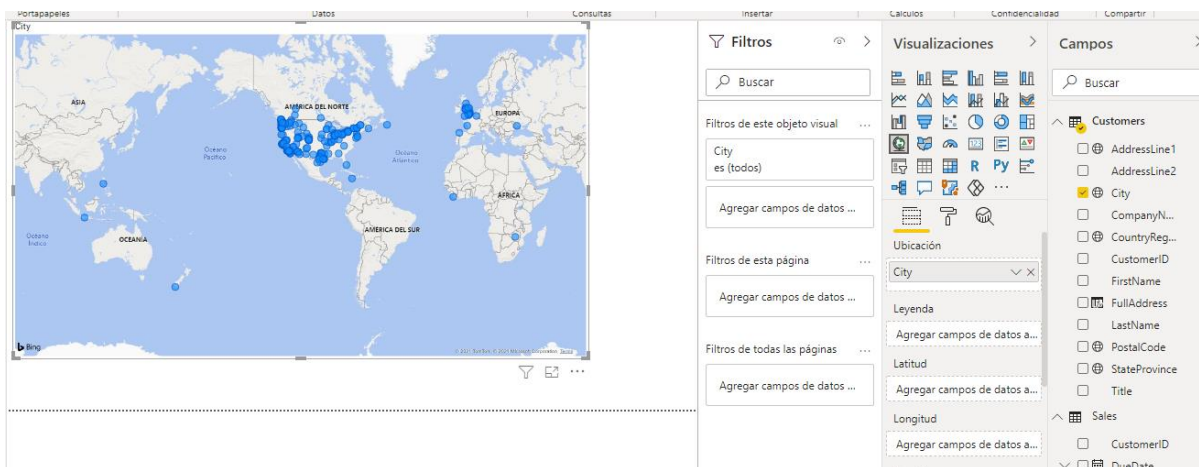 Portapapeles
Datos
Consultas
Insertar
Cálculos
Confidencialidad
Compartir
City
ASIA
AMÉRICA DEL NORTE
EUROPA
Océano
Pacífico
Océano
Atlántico
ÁFRICA
AMÉRICA DEL SUR
Océano
Índico
OCEANÍA
Bing
Filtros
Buscar
Filtros de este objeto visual ...
City
es (todos)
Agregar campos de datos ...
Filtros de esta página ...
Agregar campos de datos ...
Filtros de todas las páginas ...
Agregar campos de datos ...
Visualizaciones
123
R Py
...
Ubicación
City
Leyenda
Agregar campos de datos a...
Latitud
Agregar campos de datos a...
Longitud
Agregar campos de datos a...
Campos
Buscar
Customers
AddressLine1
AddressLine2
City
CompanyN...
CountryReg...
CustomerID
FirstName
FullAddress
LastName
PostalCode
StateProvince
Title
Sales
CustomerID
DueDate